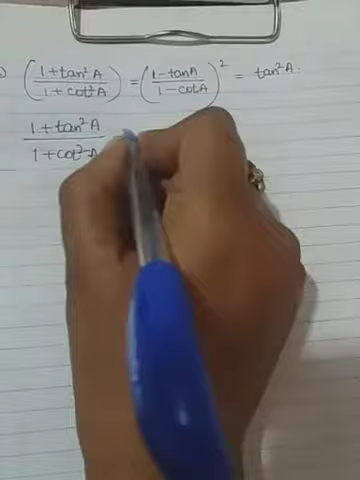 ) (1+tan²A / 1+cot²A) = (1-tanA / 1-cotA)² = tan²A
1+tan²A / 1+cot²A